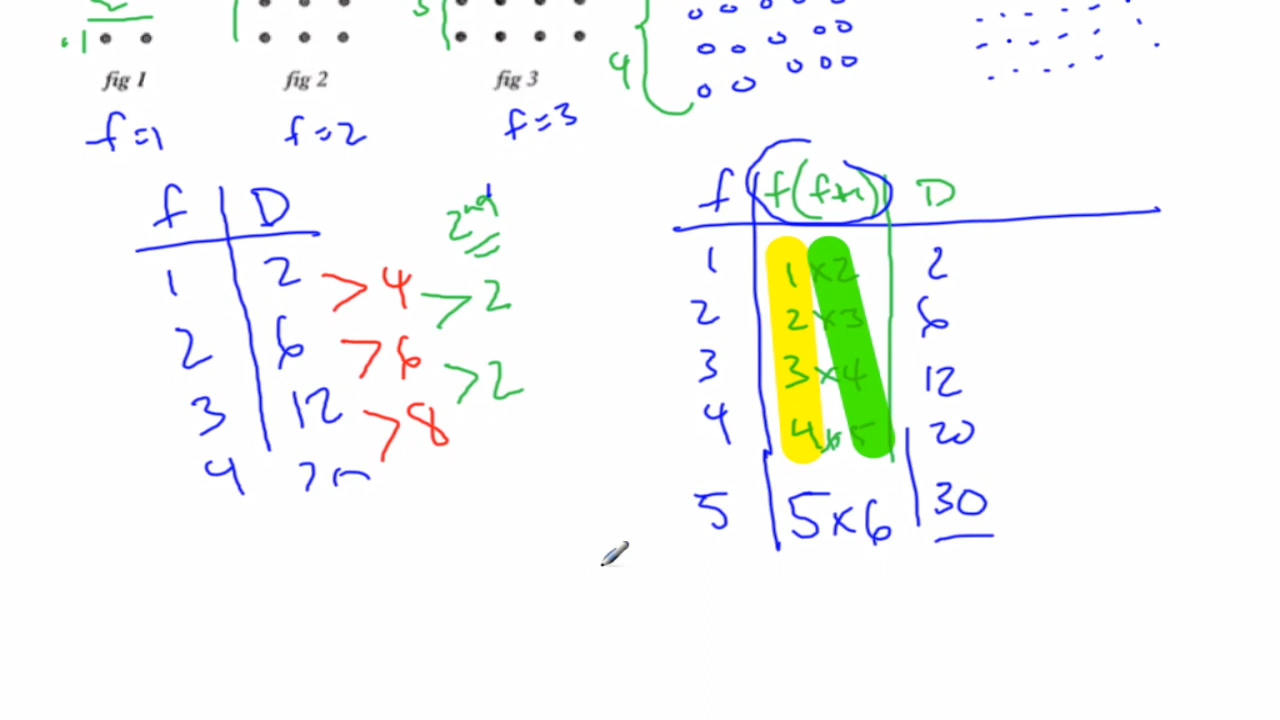 1
3
4
fig 1 fig 2 fig 3
f=1 f=2 f=3
f D 2nd
1 2 >4 >2
2 6 >6 >2
3 12 >8
4
f f( ) D
1 1×2 2
2 2×3 6
3 3×4 12
4 4×5 20
5 5×6 30